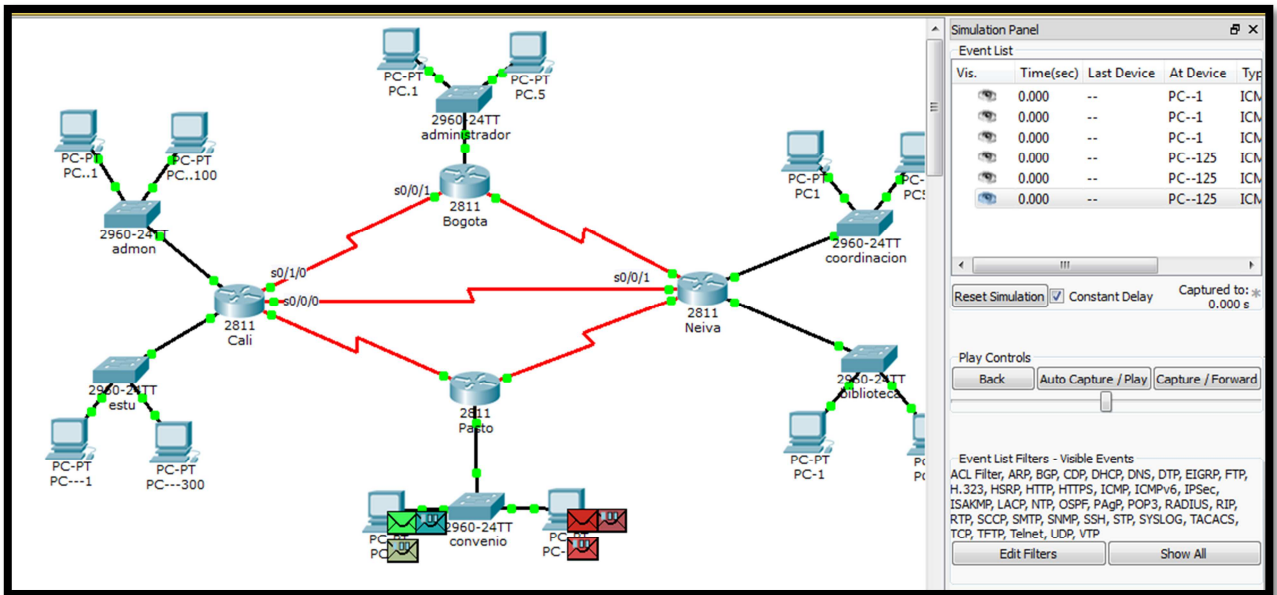 PC-PT
PC.1
PC-PT
PC.5
2960-24TT
administrador
s0/0/1
2811
Bogota
PC-PT
PC..1
PC-PT
PC..100
2960-24TT
admon
s0/1/0
s0/0/0
2811
Cali
2960-24TT
estu
PC-PT
PC---1
PC-PT
PC---300
PC-PT
PC1
PC-
2960-24TT
coordinacion
s0/0/1
2811
Neiva
2960-24TT
biblioteca
PC-PT
PC-1
2811
Pasto
2960-24TT
convenio
Simulation Panel
Event List
Vis. Time(sec) Last Device At Device Typ
0.000 -- PC--1 ICM
0.000 -- PC--1 ICM
0.000 -- PC--1 ICM
0.000 -- PC--125 ICM
0.000 -- PC--125 ICM
0.000 -- PC--125 ICM
Reset Simulation Constant Delay Captured to: *
0.000 s
Play Controls
Back Auto Capture / Play Capture / Forward
Event List Filters - Visible Events
ACL Filter, ARP, BGP, CDP, DHCP, DNS, DTP, EIGRP, FTP,
H.323, HSRP, HTTP, HTTPS, ICMP, ICMPv6, IPSec,
ISAKMP, LACP, NTP, OSPF, PAgP, POP3, RADIUS, RIP,
RTP, SCCP, SMTP, SNMP, SSH, STP, SYSLOG, TACACS,
TCP, TFTP, Telnet, UDP, VTP
Edit Filters Show All